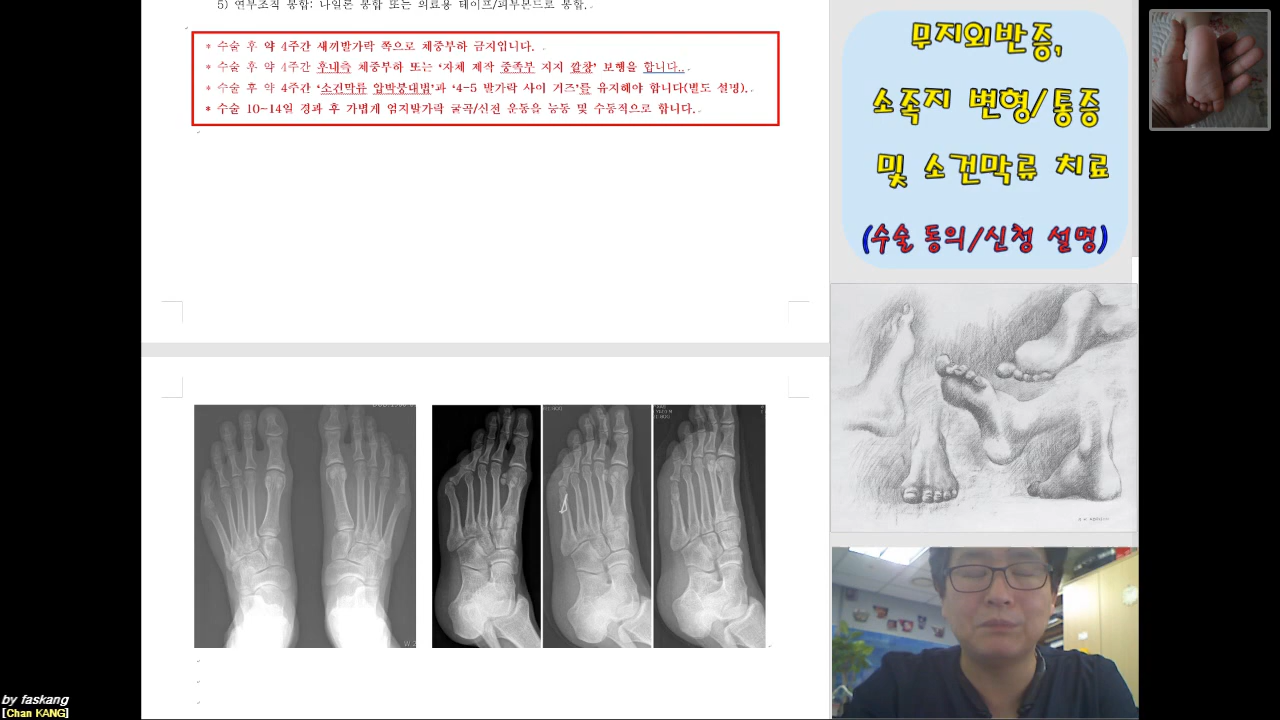 5) 연부조직 봉합: 나일론 봉합 또는 의료용 테이프/피부본드로 봉합.
* 수술 후 약 4주간 새끼발가락 쪽으로 체중부하 금지입니다.
* 수술 후 약 4주간 후내측 체중부하 또는 '자체 제작 중족부 지지 깔창' 보행을 합니다..
* 수술 후 약 4주간 '소건막류 압박붕대법'과 '4-5 발가락 사이 거즈'를 유지해야 합니다(별도 설명).
* 수술 10-14일 경과 후 가볍게 엄지발가락 굴곡/신전 운동을 능동 및 수동적으로 합니다.
무지외반증,
소족지 변형/통증
및 소건막류 치료
(수술 동의/신청 설명)
by faskang
[Chan KANG]